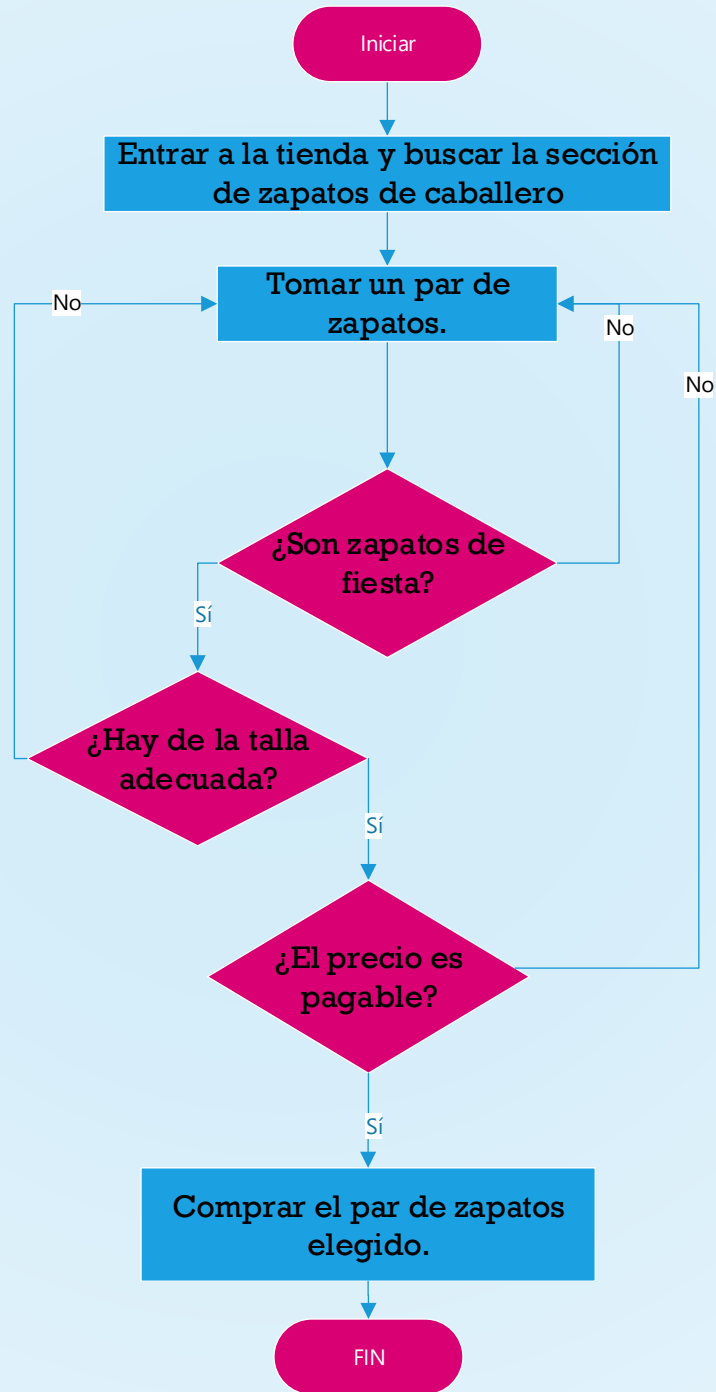 Iniciar
Entrar a la tienda y buscar la sección
de zapatos de caballero
Tomar un par de
zapatos.
No
No
No
¿Son zapatos de
fiesta?
Sí
¿Hay de la talla
adecuada?
Sí
¿El precio es
pagable?
Sí
Comprar el par de zapatos
elegido.
FIN